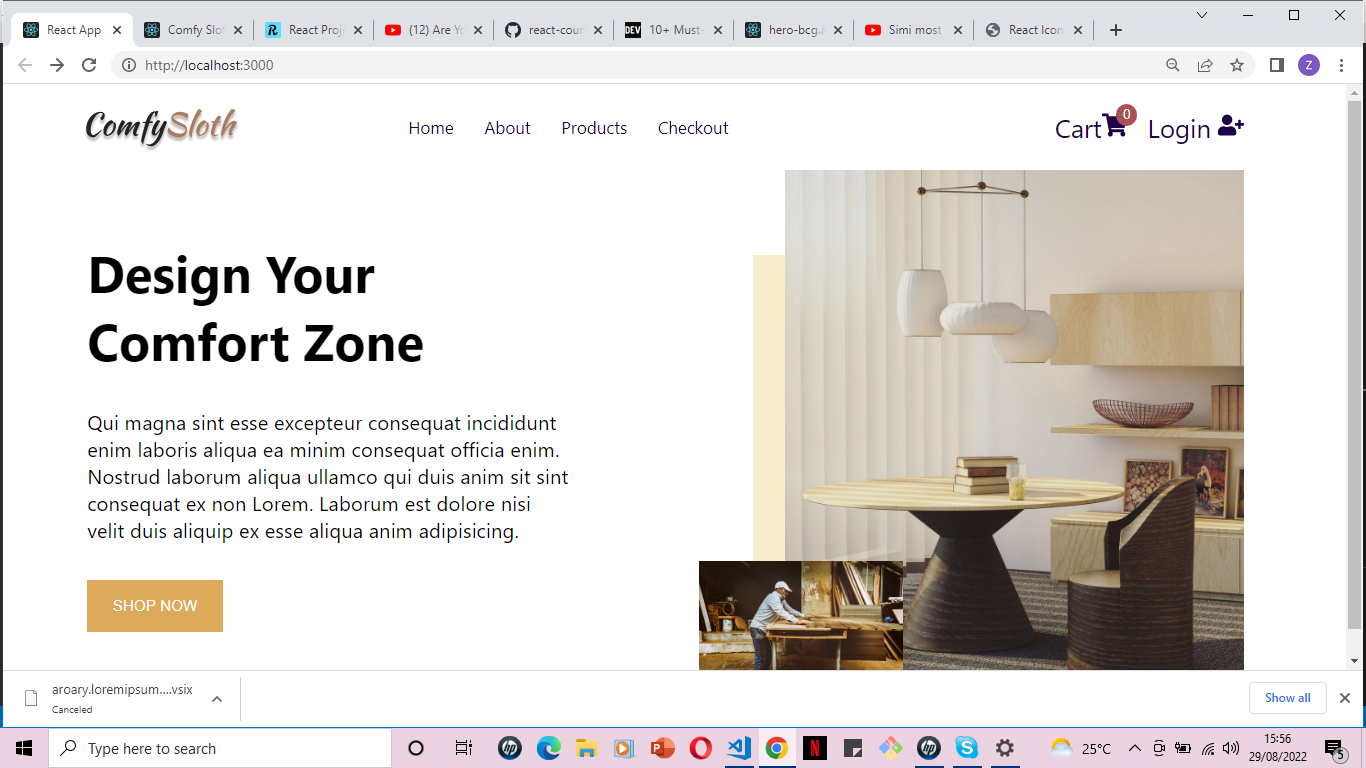 React App
Comfy Slo
React Proj
(12) Are Yo
react-cour
DEV
10+ Must-
hero-bcg.a
Simi most
React Icon
http://localhost:3000
Z
ComfySloth
Home
About
Products
Checkout
Cart
0
Login
Design Your
Comfort Zone
Qui magna sint esse excepteur consequat incididunt
enim laboris aliqua ea minim consequat officia enim.
Nostrud laborum aliqua ullamco qui duis anim sit sint
consequat ex non Lorem. Laborum est dolore nisi
velit duis aliquip ex esse aliqua anim adipisicing.
SHOP NOW
aroary.loremipsum....vsix
Canceled
Show all
Type here to search
25°C
15:56
29/08/2022
5